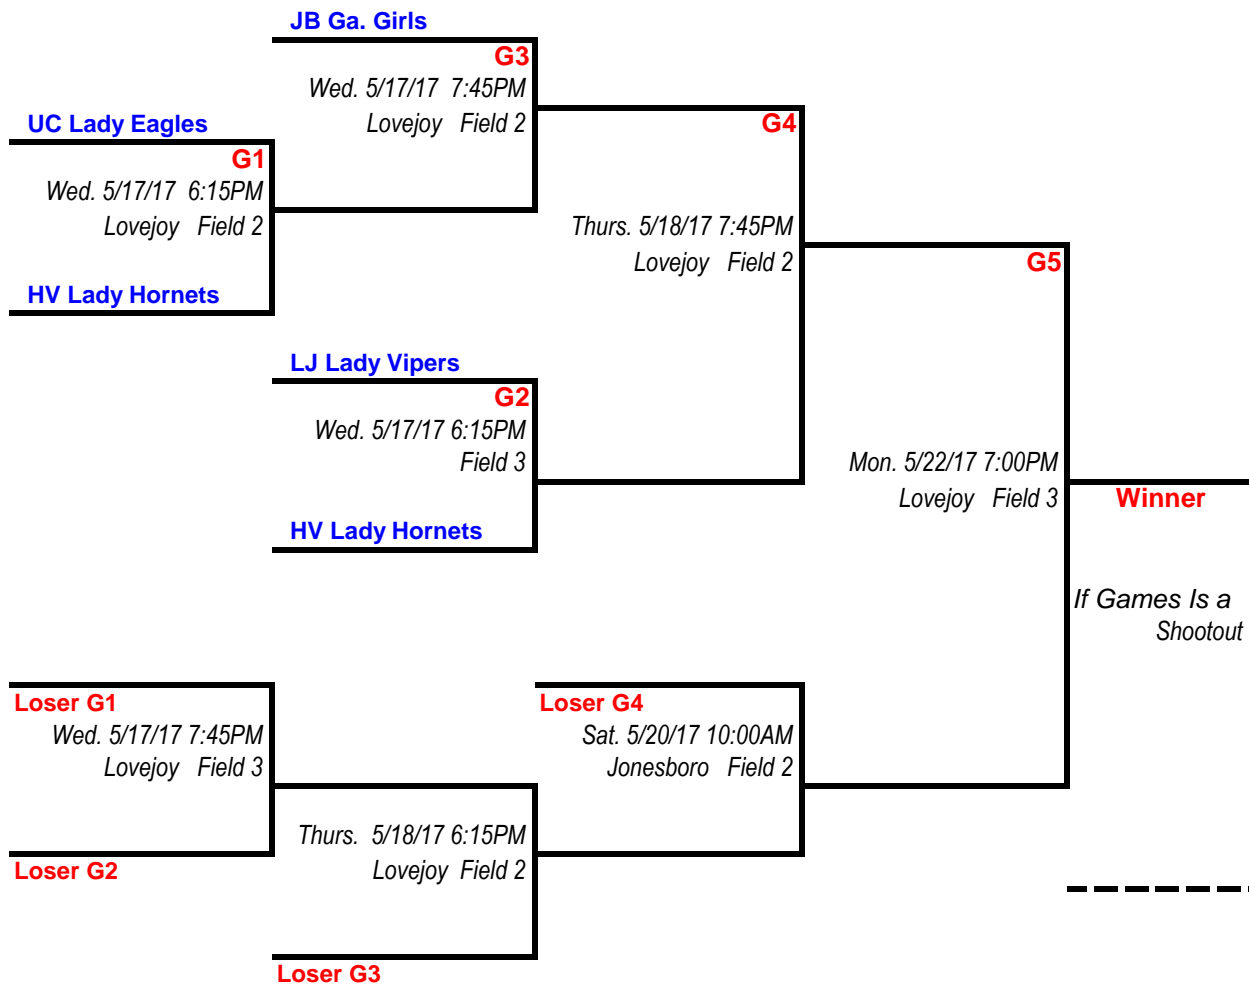 JB Ga. Girls
G3
Wed. 5/17/17 7:45PM
Lovejoy Field 2
UC Lady Eagles
G1
Wed. 5/17/17 6:15PM
Lovejoy Field 2
HV Lady Hornets
G4
Thurs. 5/18/17 7:45PM
Lovejoy Field 2
G5
LJ Lady Vipers
G2
Wed. 5/17/17 6:15PM
Field 3
HV Lady Hornets
Mon. 5/22/17 7:00PM
Lovejoy Field 3
Winner
If Games Is a
Shootout
Loser G1
Wed. 5/17/17 7:45PM
Lovejoy Field 3
Loser G2
Loser G4
Sat. 5/20/17 10:00AM
Jonesboro Field 2
Thurs. 5/18/17 6:15PM
Lovejoy Field 2
Loser G3